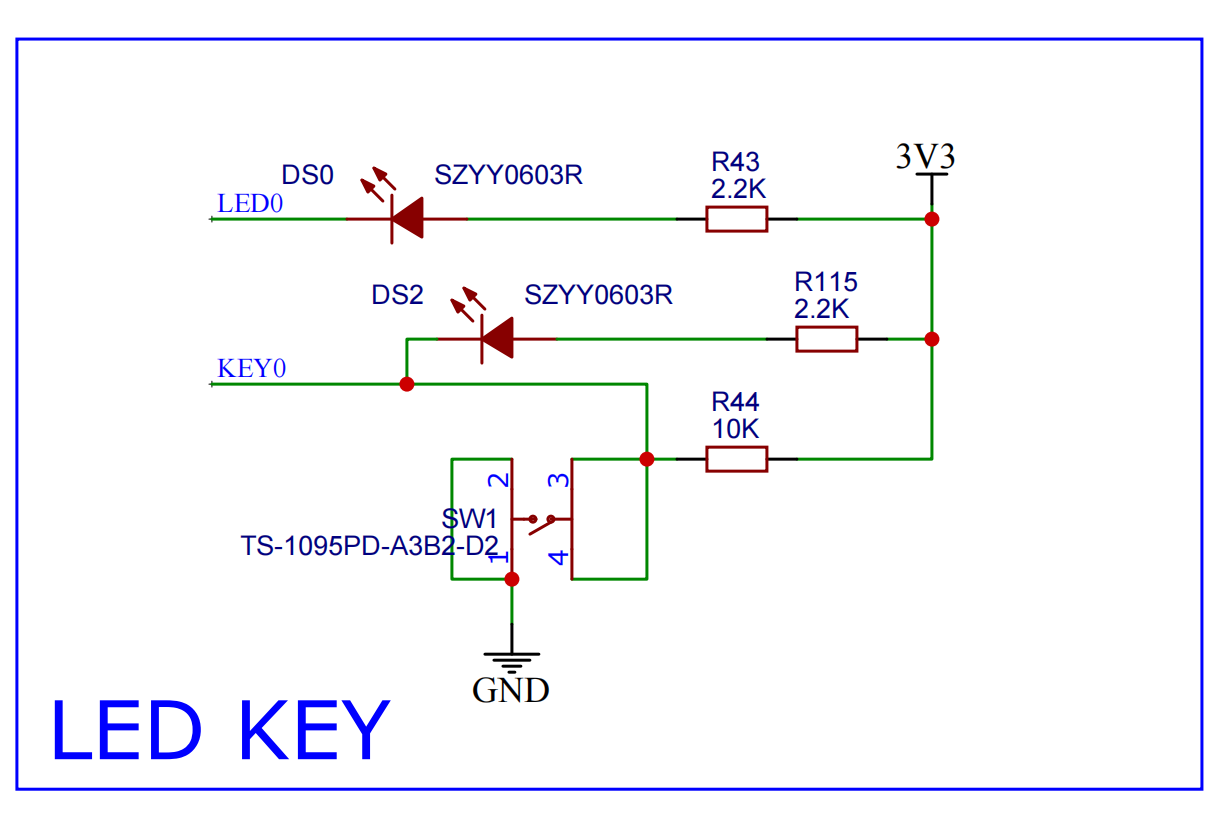 3V3
DS0
SZYY0603R
R43
2.2K
LED0
DS2
SZYY0603R
R115
2.2K
KEY0
R44
10K
2
3
SW1
TS-1095PD-A3B2-D2
1
4
GND
LED KEY